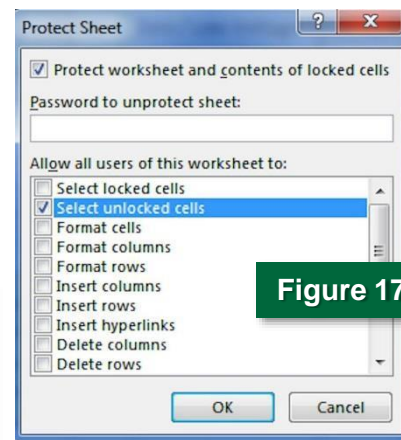 Protect Sheet
Protect worksheet and contents of locked cells
Password to unprotect sheet:
Allow all users of this worksheet to:
Select locked cells
Select unlocked cells
Format cells
Format columns
Format rows
Insert columns
Insert rows
Insert hyperlinks
Delete columns
Delete rows
Figure 17
OK Cancel